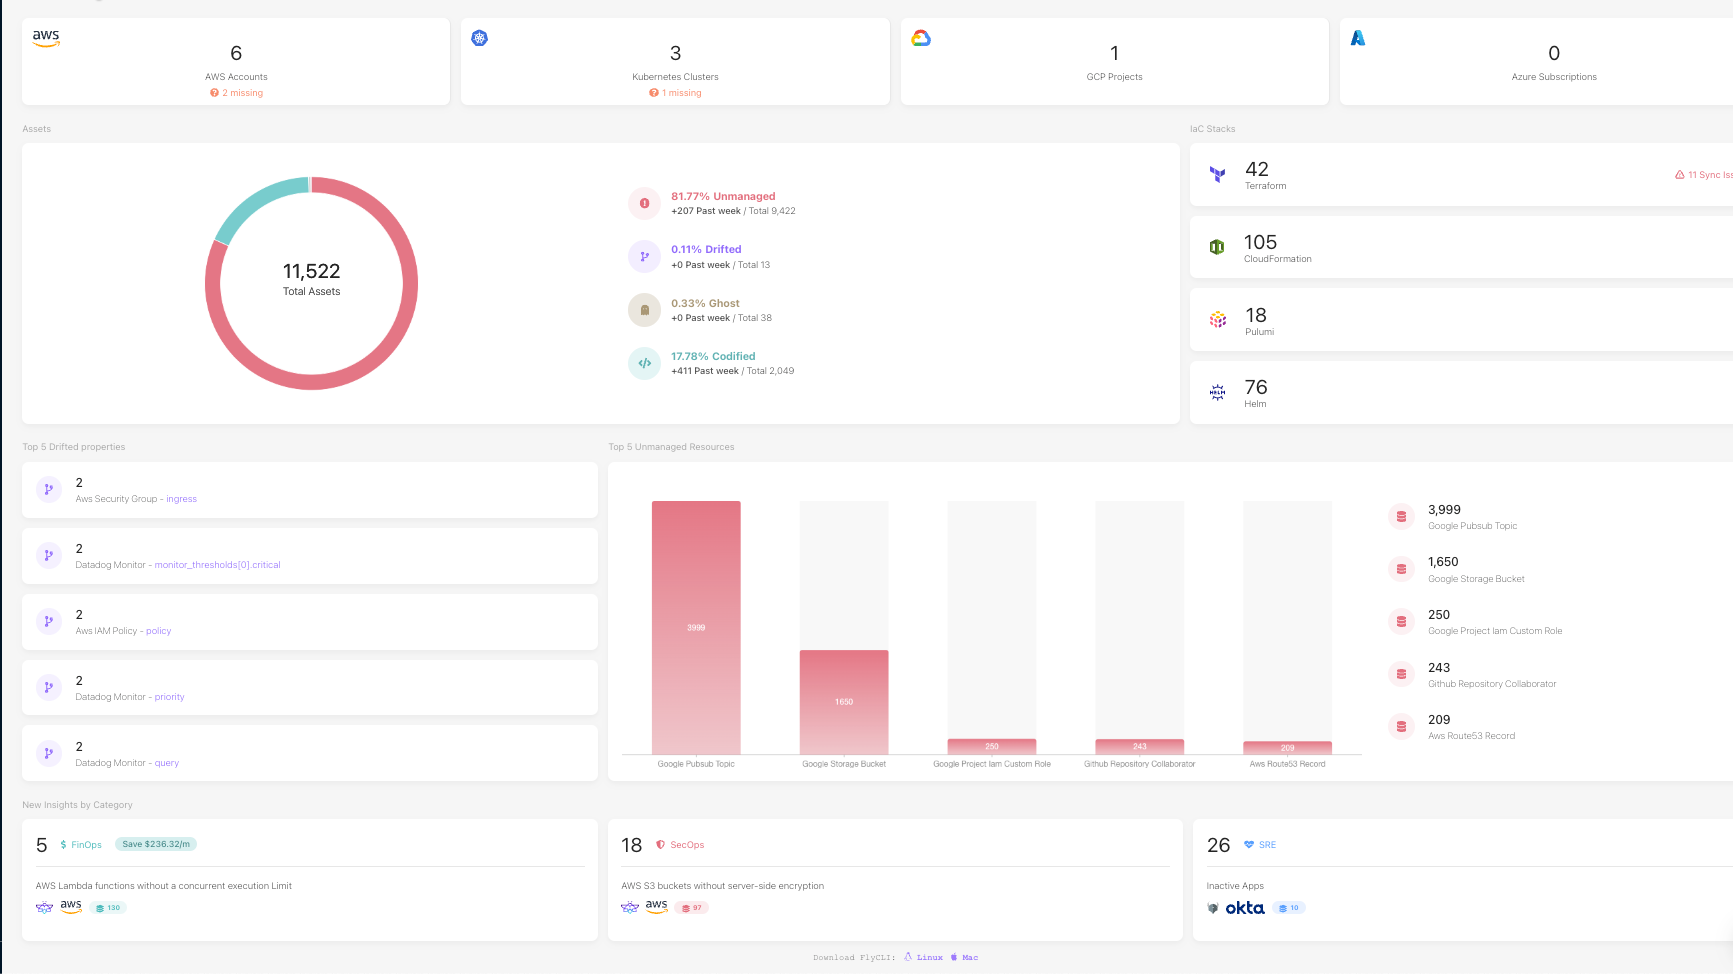 aws
6
AWS Accounts
2 missing
3
Kubernetes Clusters
1 missing
1
GCP Projects
0
Azure Subscriptions
Assets
11,522
Total Assets
81.77% Unmanaged
+207 Past week / Total 9,422
0.11% Drifted
+0 Past week / Total 13
0.33% Ghost
+0 Past week / Total 38
17.78% Codified
+411 Past week / Total 2,049
IaC Stacks
42
Terraform
11 Sync Iss
105
CloudFormation
18
Pulumi
HELM
76
Helm
Top 5 Drifted properties
2
Aws Security Group - ingress
2
Datadog Monitor - monitor_thresholds[0].critical
2
Aws IAM Policy - policy
2
Datadog Monitor - priority
2
Datadog Monitor - query
Top 5 Unmanaged Resources
3999
1650
250
243
209
Google Pubsub Topic
Google Storage Bucket
Google Project Iam Custom Role
Github Repository Collaborator
Aws Route53 Record
3,999
Google Pubsub Topic
1,650
Google Storage Bucket
250
Google Project Iam Custom Role
243
Github Repository Collaborator
209
Aws Route53 Record
New Insights by Category
5 $ FinOps Save $236.32/m
AWS Lambda functions without a concurrent execution Limit
aws 130
18 SecOps
AWS S3 buckets without server-side encryption
aws 97
26 SRE
Inactive Apps
okta 10
Download FlyCLI: Linux Mac